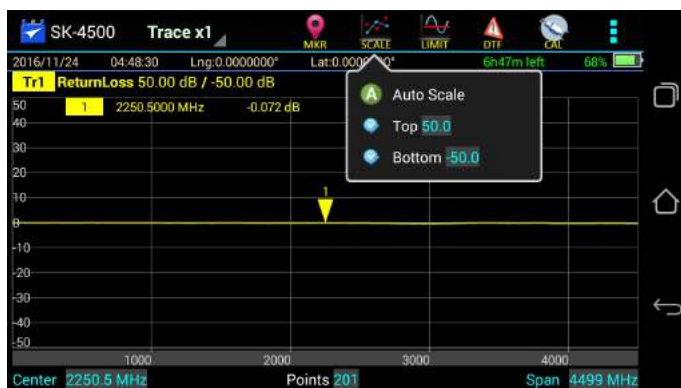 SK-4500 Trace x1 MKR SCALE LIMIT DTF CAL
2016/11/24 04:48:30 Lng:0.0000000° 6h47m left 68%
Tr1 ReturnLoss 50.00 dB / -50.00 dB
1 2250.5000 MHz -0.072 dB
Auto Scale
Top 50.0
Bottom -50.0
50
40
30
20
10
0
-10
-20
-30
-40
-50
1
1000 2000 3000 4000
Center 2250.5 MHz Points 201 Span 4499 MHz